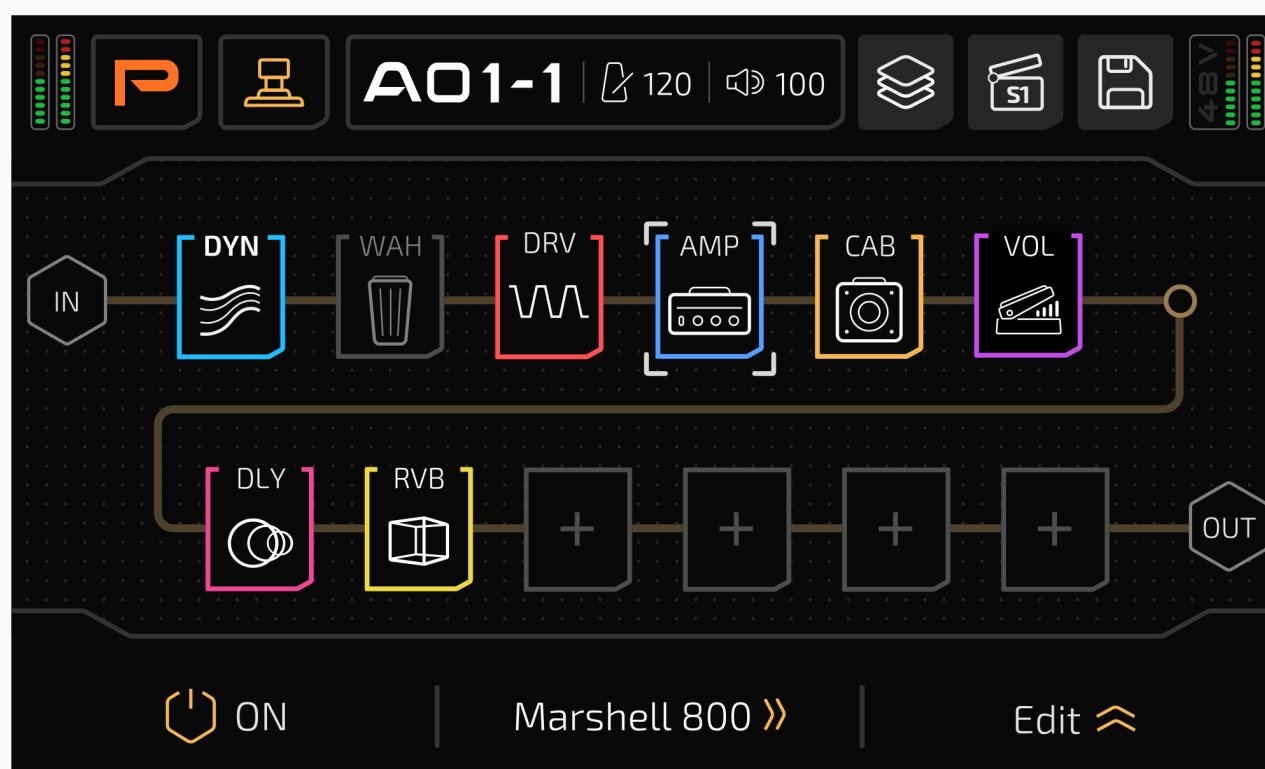 A01-1 120 100 S1 48V
DYN WAH DRV AMP CAB VOL
IN
DLY RVB + + + +
OUT
ON Marshell 800 Edit